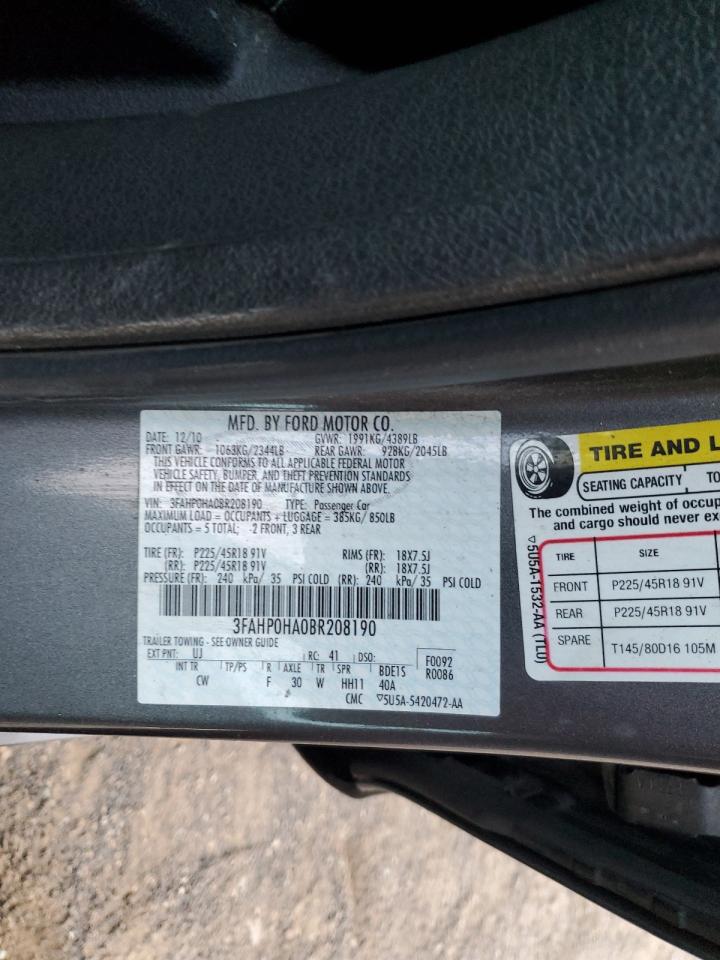 MFD. BY FORD MOTOR CO.
DATE: 12/10 GVWR: 1991KG/4389LB
FRONT GAWR: 1063KG/2344LB REAR GAWR: 928KG/2045LB
THIS VEHICLE CONFORMS TO ALL APPLICABLE FEDERAL MOTOR
VEHICLE SAFETY, BUMPER, AND THEFT PREVENTION STANDARDS
IN EFFECT ON THE DATE OF MANUFACTURE SHOWN ABOVE.
VIN: 3FAHP0HA0BR208190 TYPE: Passenger Car
MAXIMUM LOAD = OCCUPANTS + LUGGAGE = 385KG/850LB
OCCUPANTS = 5 TOTAL; -2 FRONT, 3 REAR
TIRE (FR): P225/45R18 91V RIMS (FR): 18X7.5J
(RR): P225/45R18 91V (RR): 18X7.5J
PRESSURE (FR): 240 kPa/ 35 PSI COLD (RR): 240 kPa/ 35 PSI COLD
3FAHP0HA0BR208190
TRAILER TOWING - SEE OWNER GUIDE
EXT PNT: UJ RC: 41 DSO: F0092
R0086
INT TR TP/PS R AXLE TR SPR BDE1S
CW F 30 W HH11 40A
CMC ▽5U5A-5420472-AA
TIRE AND L
SEATING CAPACITY TO
The combined weight of occup
and cargo should never ex
TIRE SIZE
FRONT P225/45R18 91V
REAR P225/45R18 91V
SPARE T145/80D16 105M
▽5U5A-1532-AA (TL0)